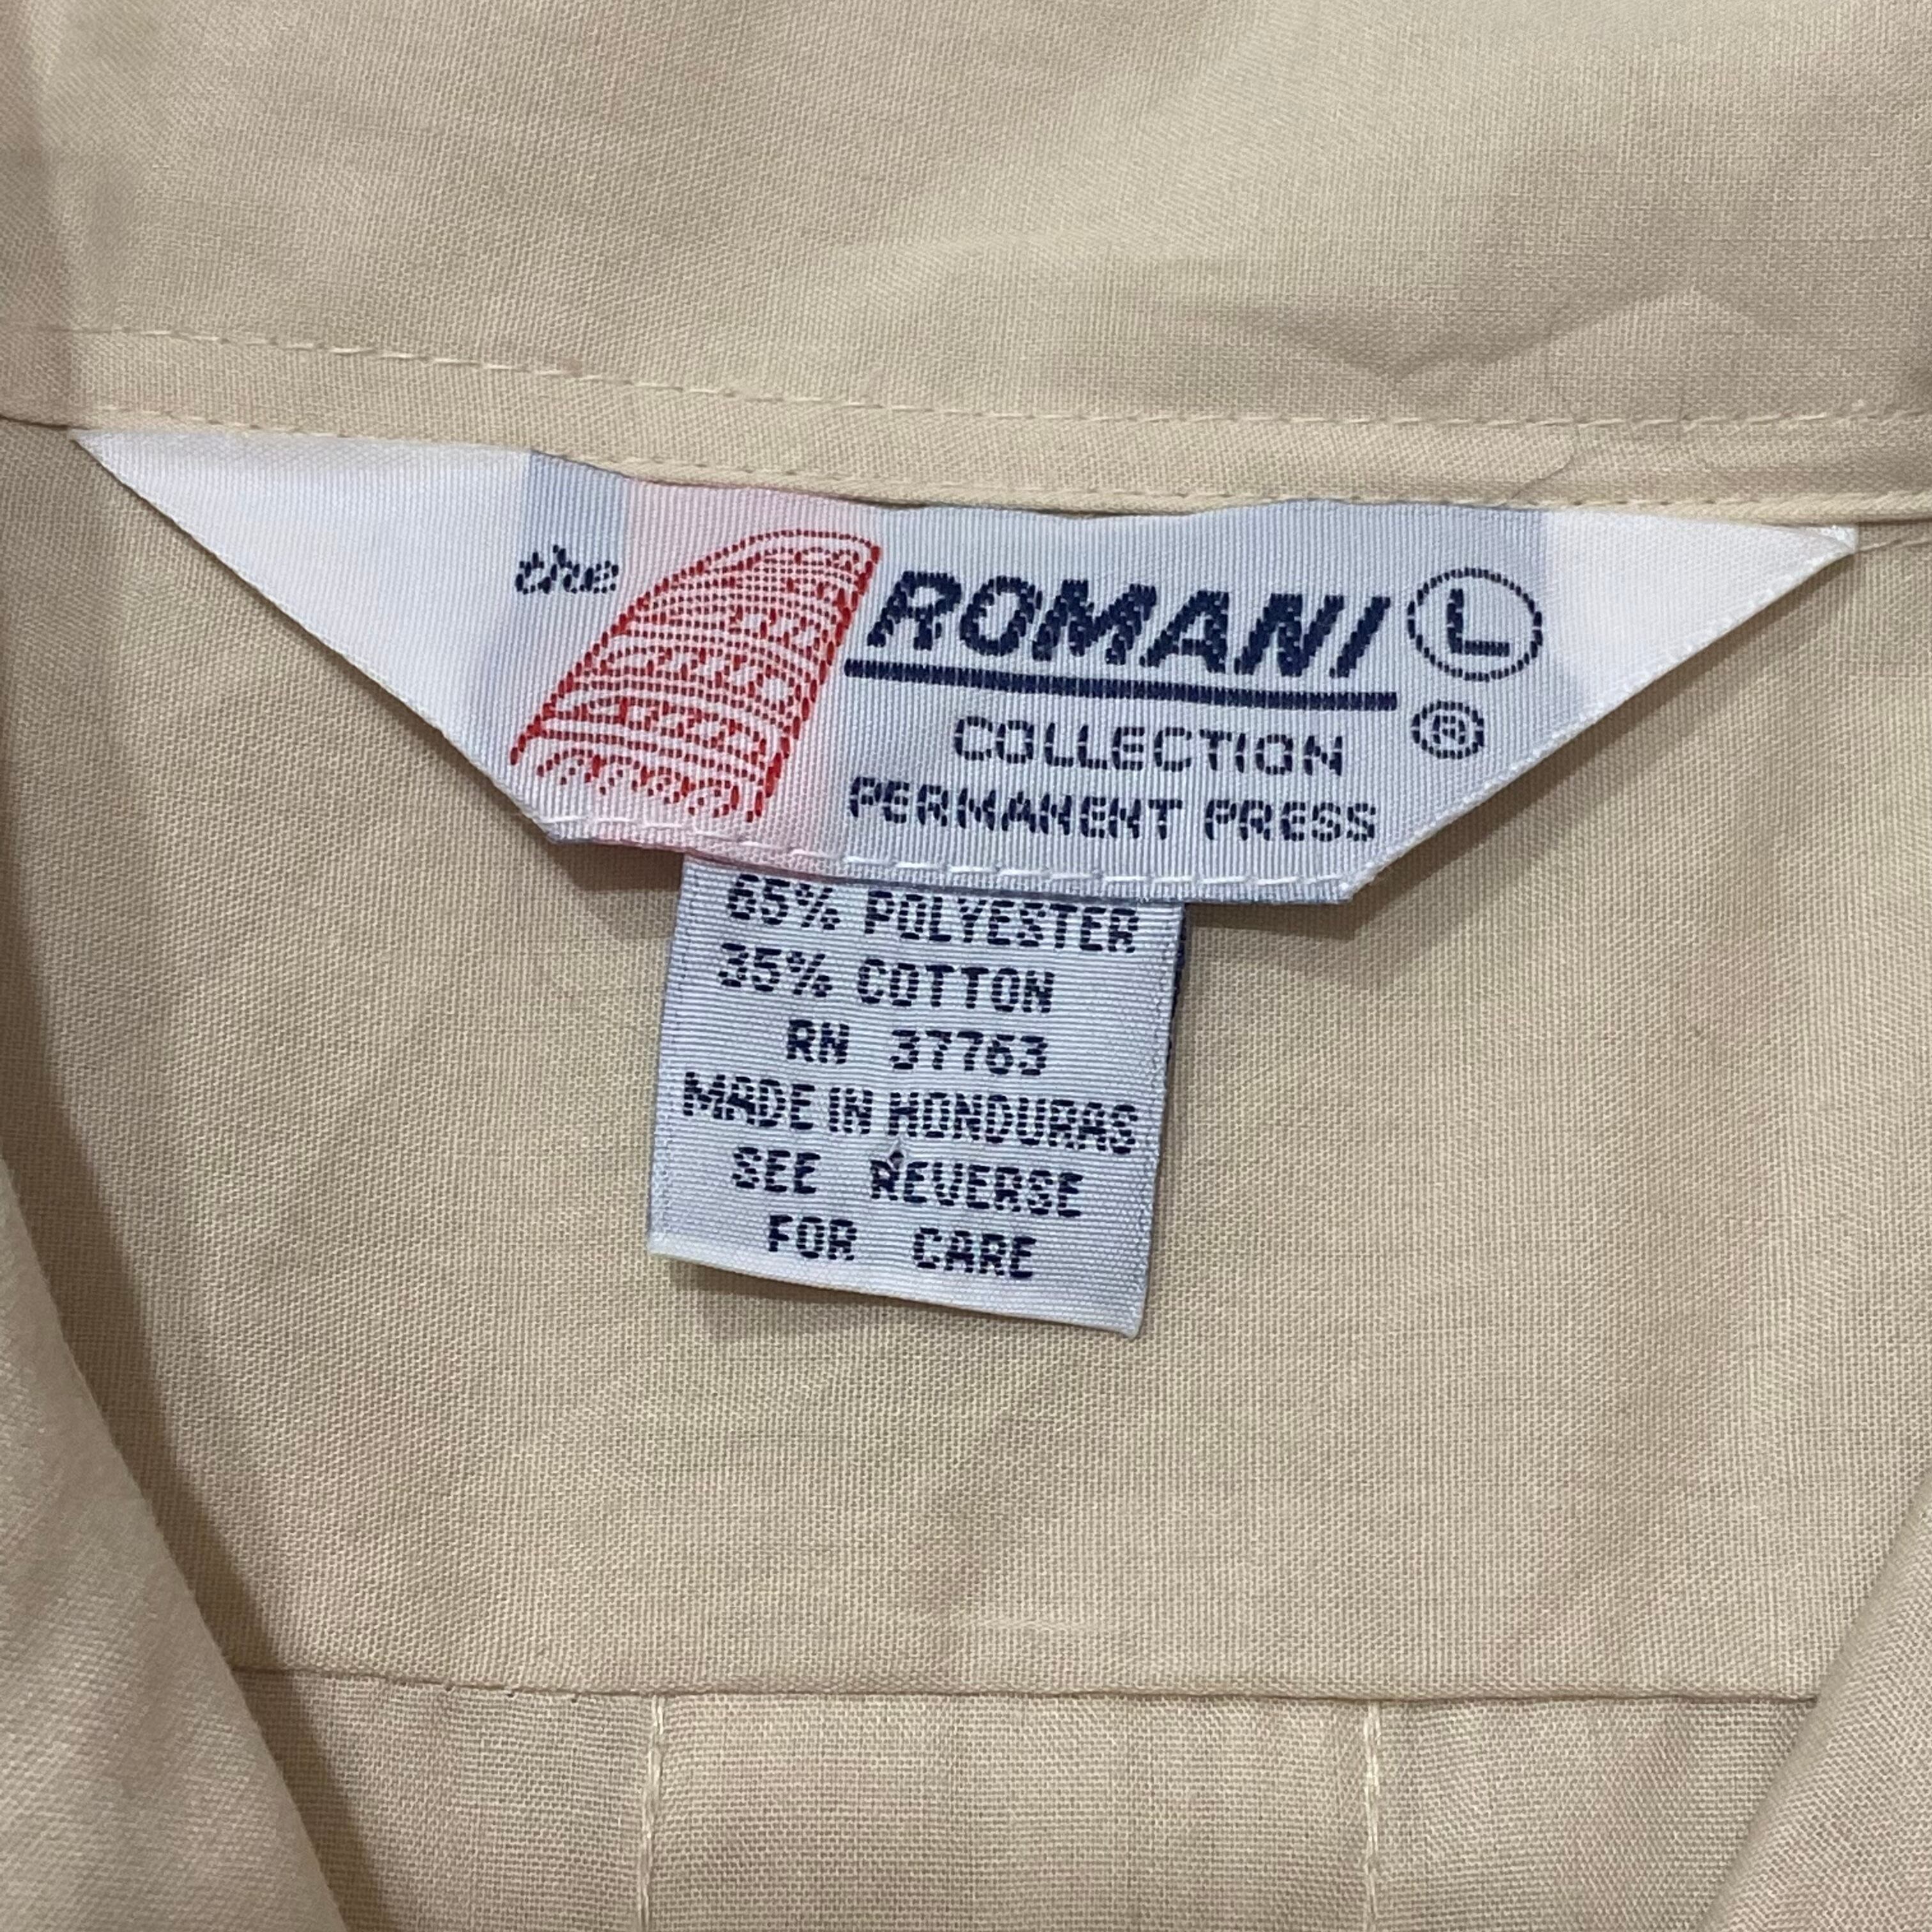 the ROMANI L
COLLECTION ®
PERMANENT PRESS
65% POLYESTER
35% COTTON
RN 37763
MADE IN HONDURAS
SEE REVERSE
FOR CARE